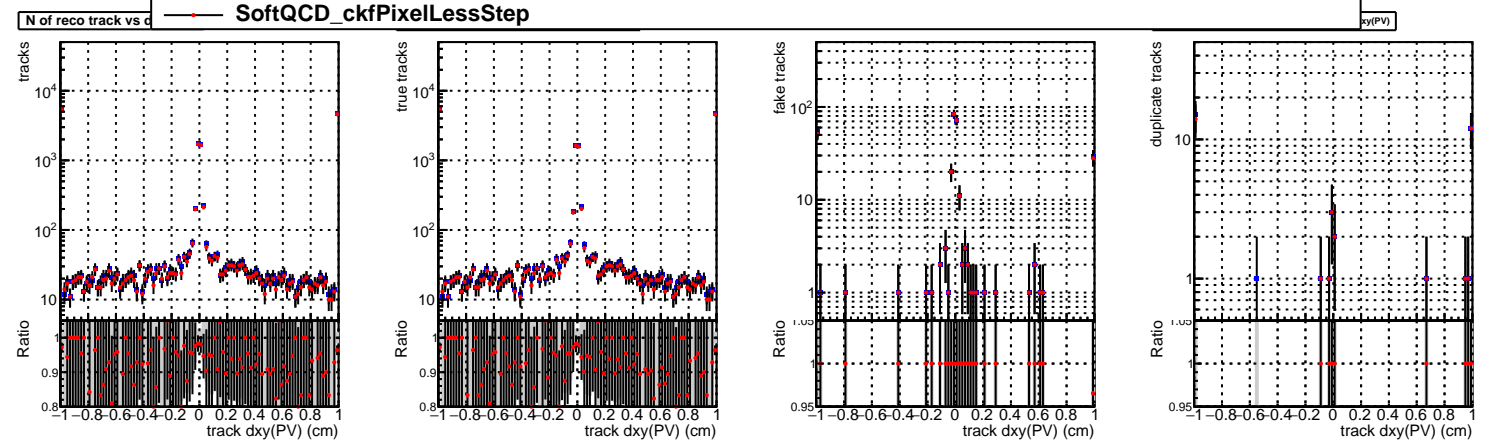 SoftQCD_ckfPixelLessStep
N of reco track vs d
xy(PV)
tracks
10⁴
10³
10²
10
Ratio
1
0.9
0.8
−1 −0.8 −0.6 −0.4 −0.2 0 0.2 0.4 0.6 0.8 1
track dxy(PV) (cm)
true tracks
10⁴
10³
10²
10
Ratio
1
0.9
0.8
−1 −0.8 −0.6 −0.4 −0.2 0 0.2 0.4 0.6 0.8 1
track dxy(PV) (cm)
fake tracks
10²
10
1
Ratio
1.05
1
0.95
−1 −0.8 −0.6 −0.4 −0.2 0 0.2 0.4 0.6 0.8 1
track dxy(PV) (cm)
duplicate tracks
10
1
Ratio
1.05
1
0.95
−1 −0.8 −0.6 −0.4 −0.2 0 0.2 0.4 0.6 0.8 1
track dxy(PV) (cm)